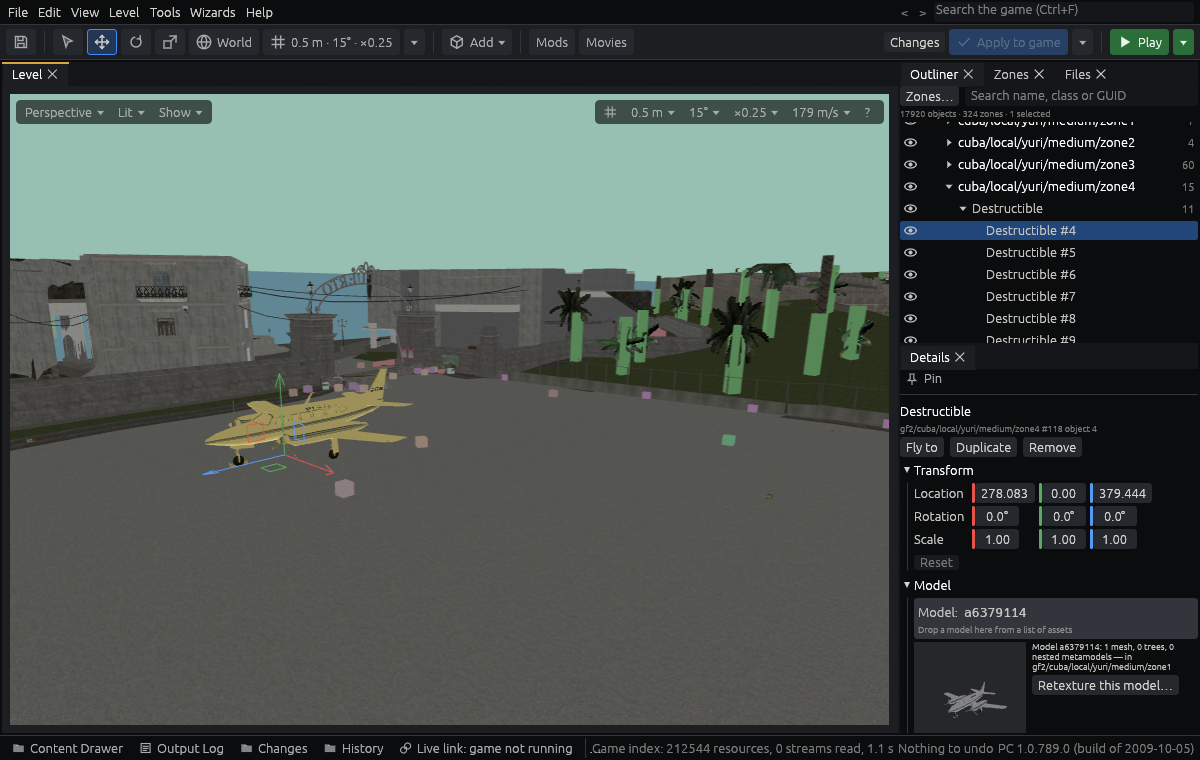 File Edit View Level Tools Wizards Help
< > Search the game (Ctrl+F)
World 0.5 m · 15° · ×0.25 Add Mods Movies Changes Apply to game Play
Level
Outliner Zones Files
Perspective Lit Show 0.5 m 15° ×0.25 179 m/s ?
Zones... Search name, class or GUID
17920 objects · 324 zones · 1 selected
cuba/local/yuri/medium/zone1
cuba/local/yuri/medium/zone2 4
cuba/local/yuri/medium/zone3 60
cuba/local/yuri/medium/zone4 15
Destructible 11
Destructible #4
Destructible #5
Destructible #6
Destructible #7
Destructible #8
Destructible #9
Details
Pin
Destructible
gf2/cuba/local/yuri/medium/zone4 #118 object 4
Fly to Duplicate Remove
Transform
Location 278.083 0.00 379.444
Rotation 0.0° 0.0° 0.0°
Scale 1.00 1.00 1.00
Reset
Model
Model: a6379114
Drop a model here from a list of assets
Model a6379114: 1 mesh, 0 trees, 0
nested metamodels — in
gf2/cuba/local/yuri/medium/zone1
Retexture this model...
Content Drawer Output Log Changes History Live link: game not running .Game index: 212544 resources, 0 streams read, 1.1 s Nothing to undo PC 1.0.789.0 (build of 2009-10-05)